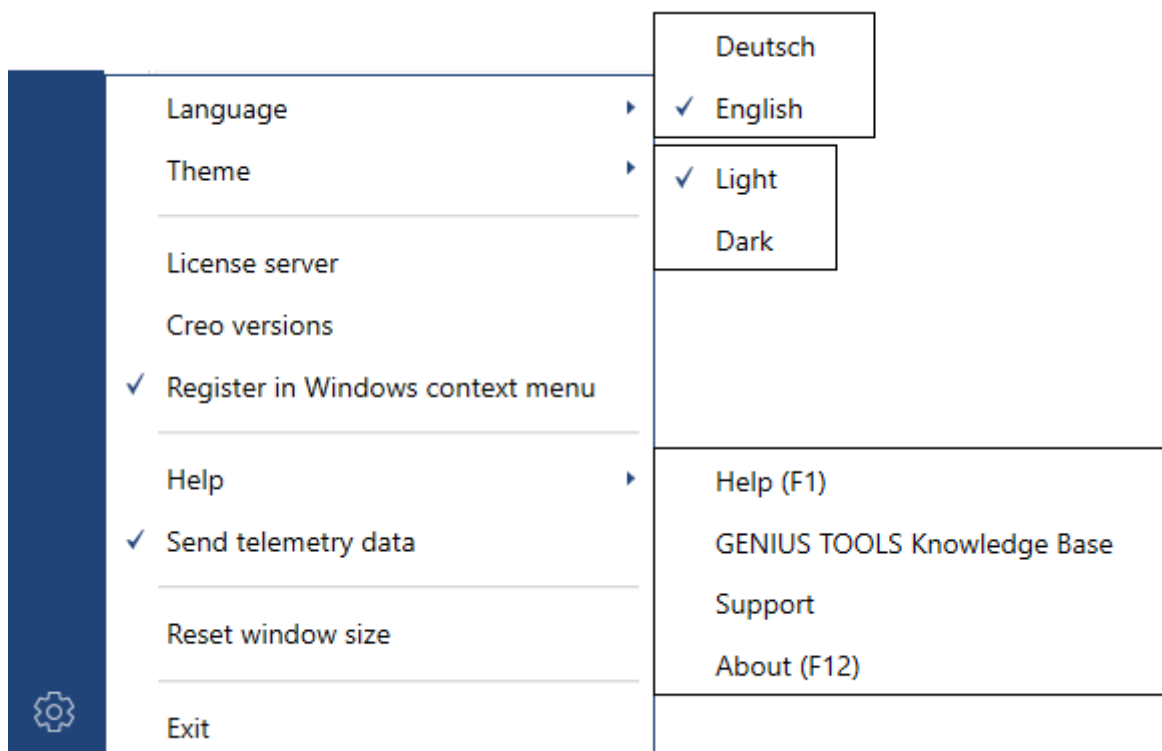 Language
Deutsch
English
Theme
Light
Dark
License server
Creo versions
Register in Windows context menu
Help
Help (F1)
GENIUS TOOLS Knowledge Base
Support
About (F12)
Send telemetry data
Reset window size
Exit